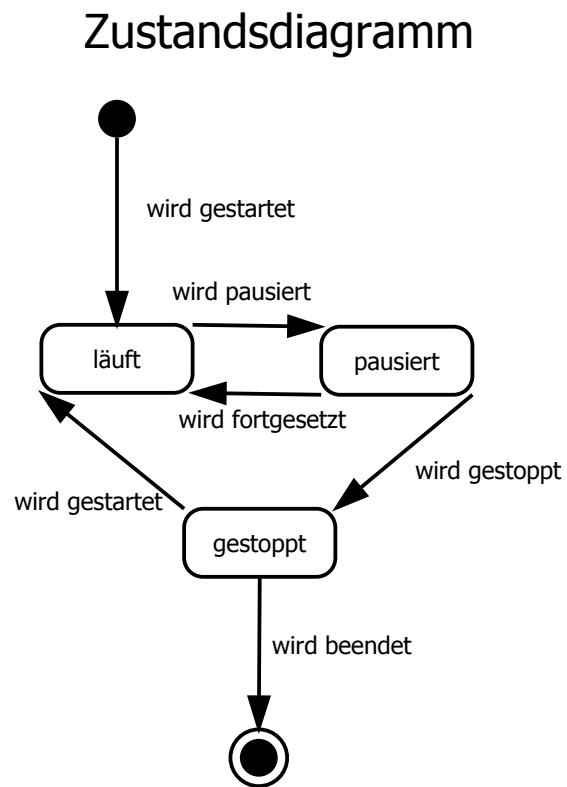 Zustandsdiagramm
wird gestartet
wird pausiert
läuft
pausiert
wird fortgesetzt
wird gestoppt
wird gestartet
gestoppt
wird beendet